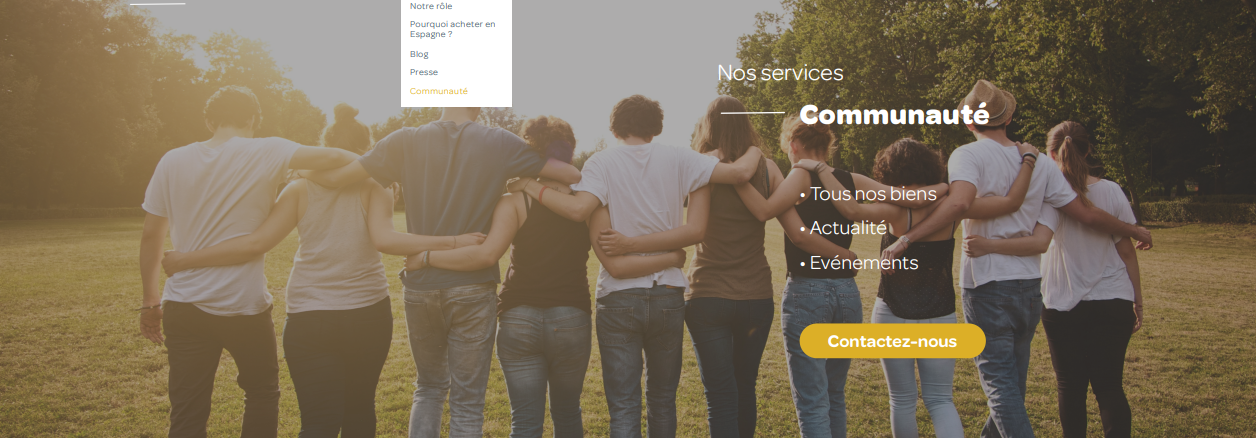 Notre rôle
Pourquoi acheter en
Espagne ?
Blog
Presse
Communauté
Nos services
Communauté
• Tous nos biens
• Actualité
• Evénements
Contactez-nous